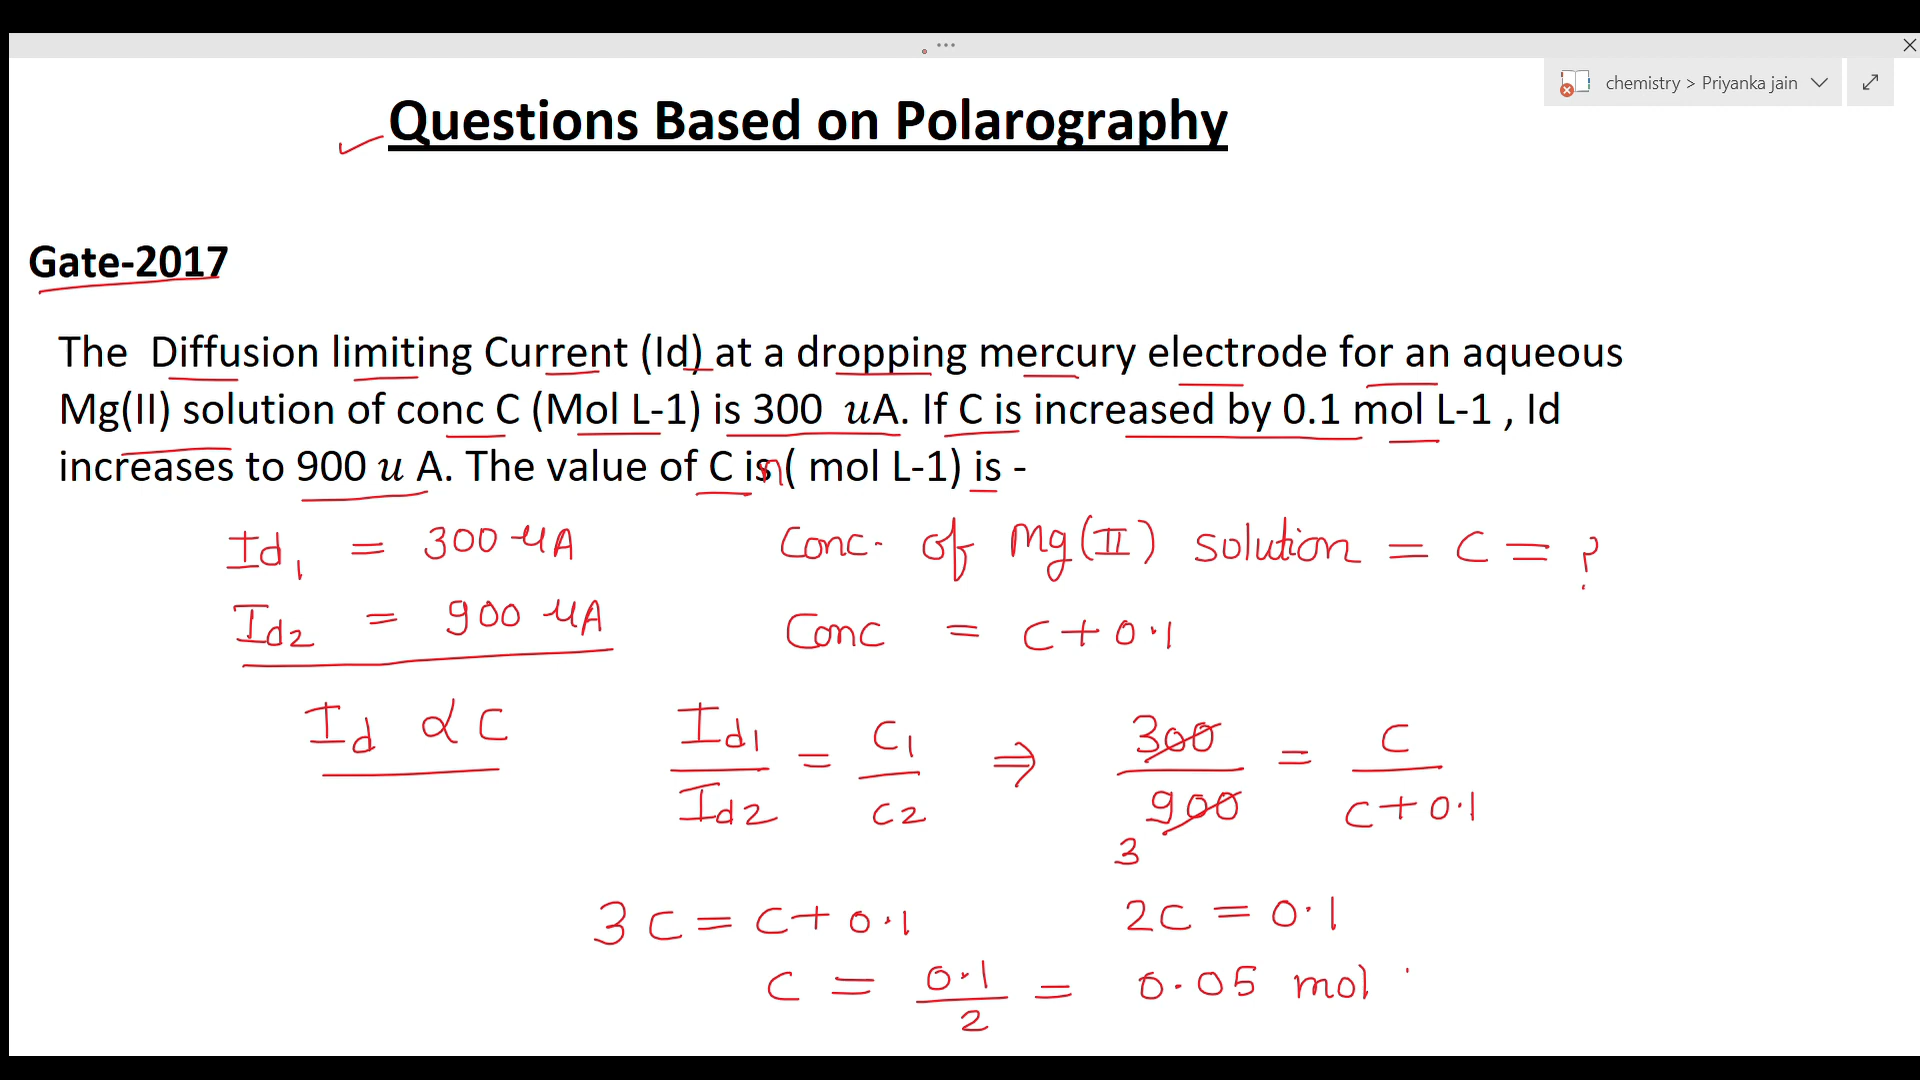 chemistry > Priyanka jain
Questions Based on Polarography
Gate-2017
The Diffusion limiting Current (Id) at a dropping mercury electrode for an aqueous
Mg(II) solution of conc C (Mol L-1) is 300 uA. If C is increased by 0.1 mol L-1 , Id
increases to 900 u A. The value of C is ( mol L-1) is -
Id1 = 300 μA
Conc. of Mg(II) solution = C = ?
Id2 = 900 μA
Conc = C + 0.1
Id ∝ C
Id1 / Id2 = C1 / C2 ⇒ 300 / 900 = C / C + 0.1
3
3C = C + 0.1
2C = 0.1
C = 0.1 / 2 = 0.05 mol